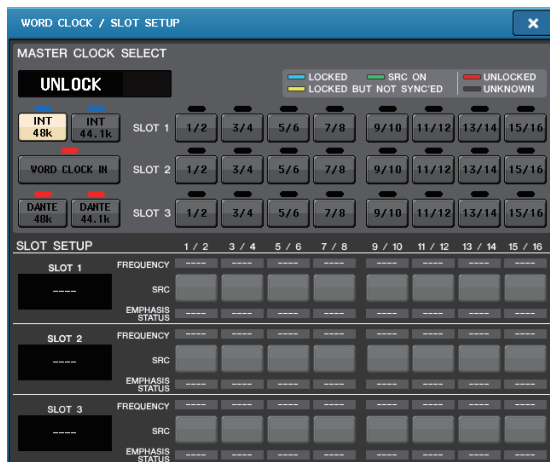 WORD CLOCK / SLOT SETUP ×
MASTER CLOCK SELECT
UNLOCK
LOCKED SRC ON UNLOCKED
LOCKED BUT NOT SYNC'ED UNKNOWN
INT 48k INT 44.1k SLOT 1 1/2 3/4 5/6 7/8 9/10 11/12 13/14 15/16
WORD CLOCK IN SLOT 2 1/2 3/4 5/6 7/8 9/10 11/12 13/14 15/16
DANTE 48k DANTE 44.1k SLOT 3 1/2 3/4 5/6 7/8 9/10 11/12 13/14 15/16
SLOT SETUP 1 / 2 3 / 4 5 / 6 7 / 8 9 / 10 11 / 12 13 / 14 15 / 16
SLOT 1 FREQUENCY ---- ---- ---- ---- ---- ---- ---- ----
---- SRC
EMPHASIS STATUS ---- ---- ---- ---- ---- ---- ---- ----
SLOT 2 FREQUENCY ---- ---- ---- ---- ---- ---- ---- ----
---- SRC
EMPHASIS STATUS ---- ---- ---- ---- ---- ---- ---- ----
SLOT 3 FREQUENCY ---- ---- ---- ---- ---- ---- ---- ----
---- SRC
EMPHASIS STATUS ---- ---- ---- ---- ---- ---- ---- ----